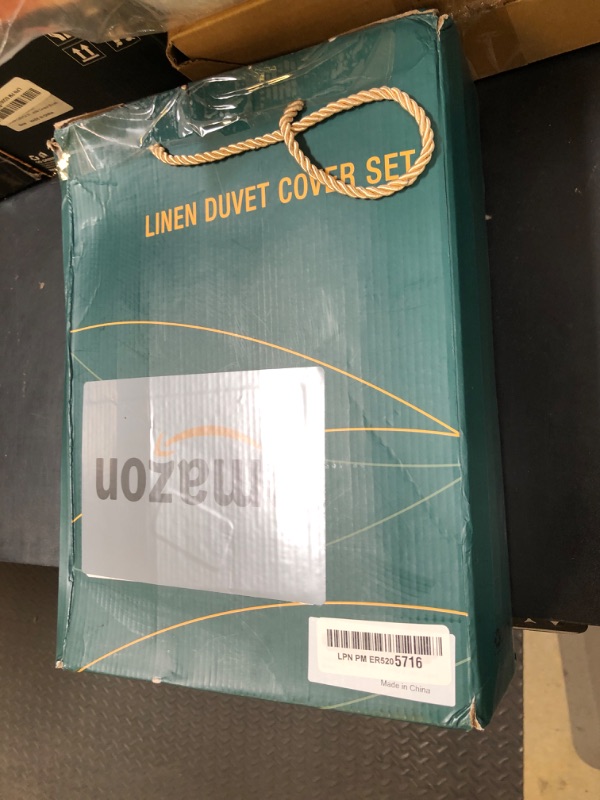 LINEN DUVET COVER SET
mazon
LPN PM ER5205716
Made in China